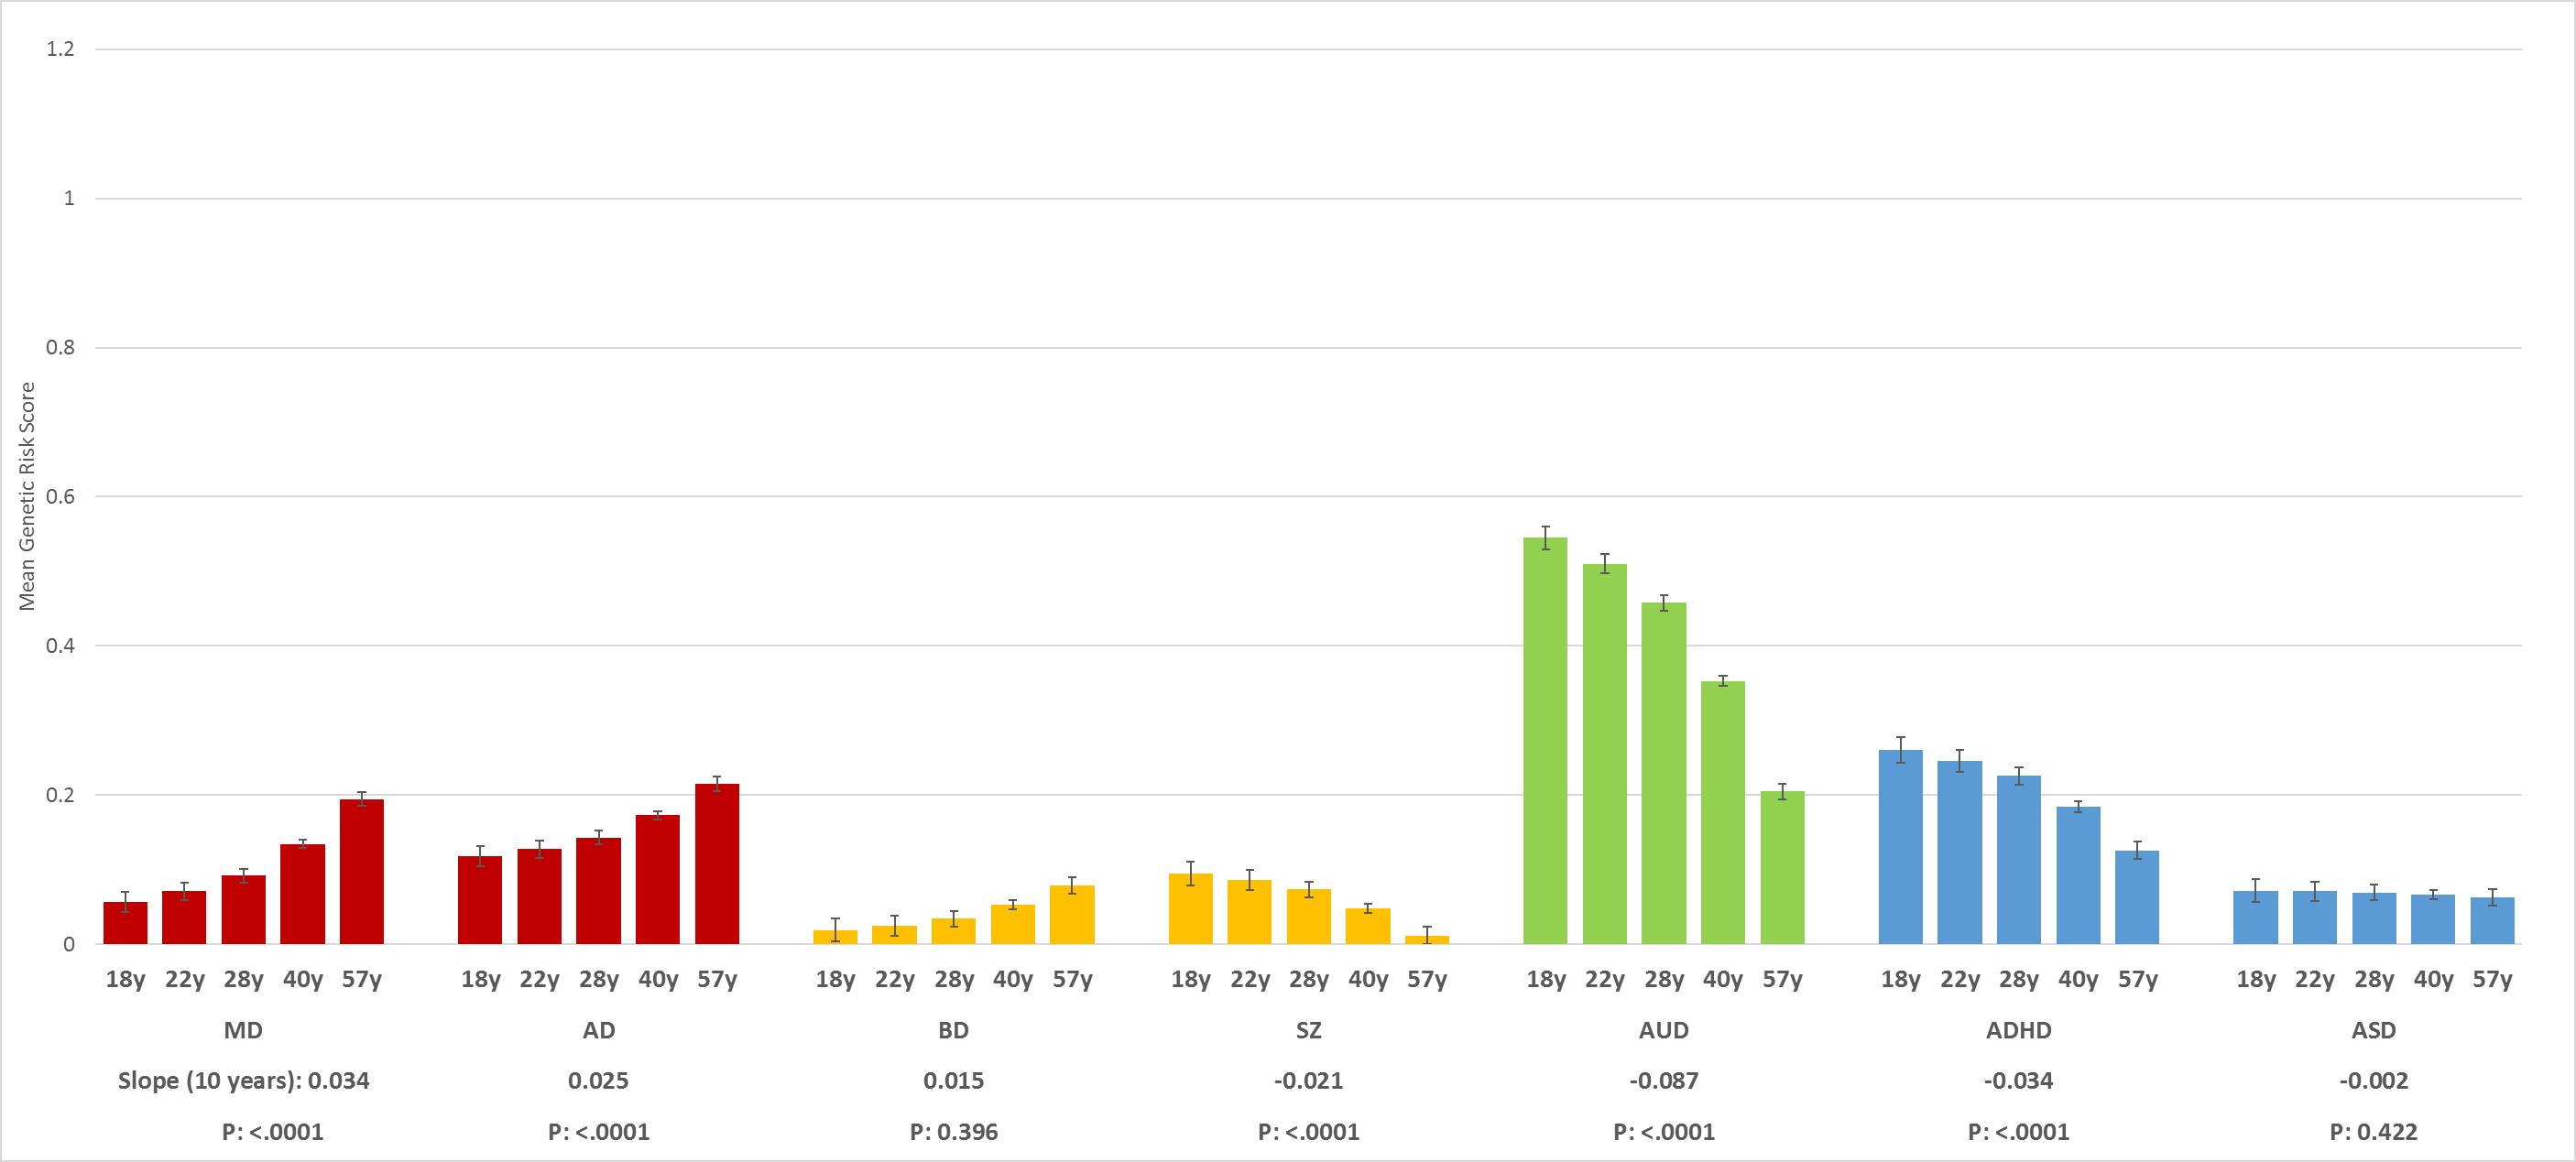 1.2
1
0.8
0.6
0.4
0.2
0
Mean Genetic Risk Score
18y 22y 28y 40y 57y 18y 22y 28y 40y 57y 18y 22y 28y 40y 57y 18y 22y 28y 40y 57y 18y 22y 28y 40y 57y 18y 22y 28y 40y 57y 18y 22y 28y 40y 57y
MD AD BD SZ AUD ADHD ASD
Slope (10 years): 0.034 0.025 0.015 -0.021 -0.087 -0.034 -0.002
P: <.0001 P: <.0001 P: 0.396 P: <.0001 P: <.0001 P: <.0001 P: 0.422